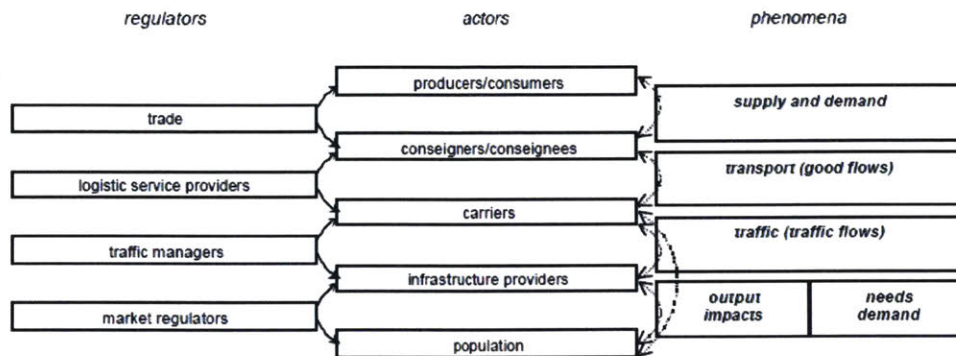 regulators
actors
phenomena
producers/consumers
supply and demand
trade
conseigners/conseignees
transport (good flows)
logistic service providers
carriers
traffic (traffic flows)
traffic managers
infrastructure providers
output
impacts
needs
demand
market regulators
population